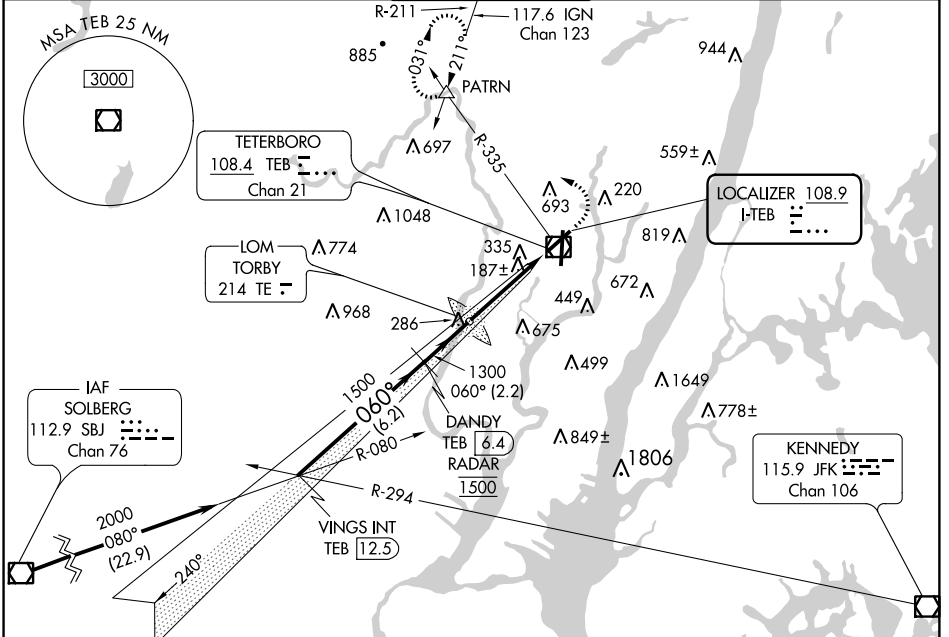 MSA TEB 25 NM
3000
R-211
117.6 IGN
Chan 123
031°
211°
885
PATRN
944
697
R-335
559±
TETERBORO
108.4 TEB
Chan 21
LOCALIZER 108.9
I-TEB
693
220
1048
819
LOM
TORBY
214 TE
774
335
187±
672
449
968
286
675
499
1500
1300
060° (2.2)
060°
(6.2)
1649
778±
IAF
SOLBERG
112.9 SBJ
Chan 76
DANDY
TEB 6.4
RADAR
1500
849±
1806
R-080
KENNEDY
115.9 JFK
Chan 106
R-294
2000
080°
(22.9)
VINGS INT
TEB 12.5
240°